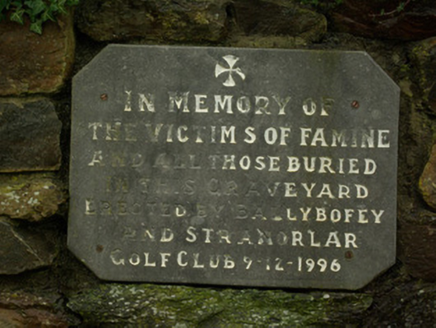 IN MEMORY OF
THE VICTIMS OF FAMINE
AND ALL THOSE BURIED
IN THIS GRAVEYARD
ERECTED BY BALLYBOFEY
AND STRANORLAR
GOLF CLUB 9-12-1996